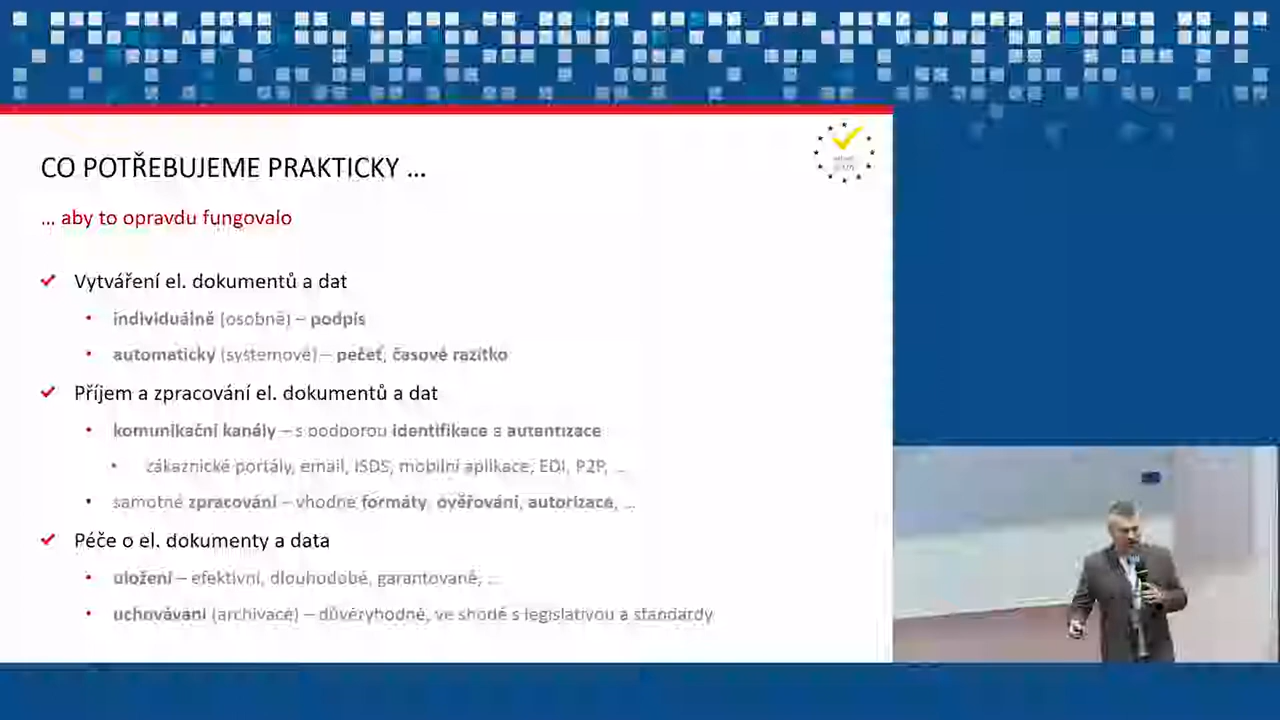 CO POTŘEBUJEME PRAKTICKY ...
... aby to opravdu fungovalo
Vytváření el. dokumentů a dat
individuálně (osobně) – podpis
automaticky (systémově) – pečeť, časové razítko
Příjem a zpracování el. dokumentů a dat
komunikační kanály – s podporou identifikace a autentizace
zákaznické portály, email, ISDS, mobilní aplikace, EDI, P2P, ...
samotné zpracování – vhodné formáty, ověřování, autorizace, ...
Péče o el. dokumenty a data
uložení – efektivní, dlouhodobé, garantované, ...
uchovávání (archivace) – důvěryhodné, ve shodě s legislativou a standardy